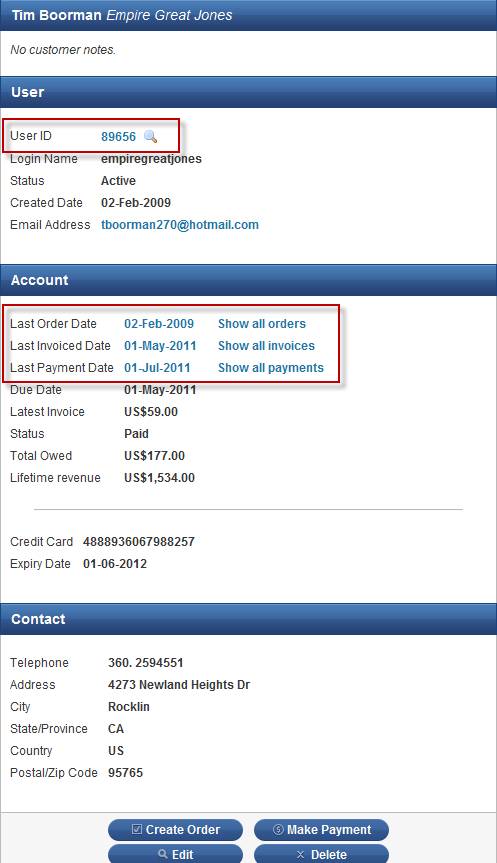 Tim Boorman Empire Great Jones
No customer notes.
User
User ID 89656
Login Name empiregreatjones
Status Active
Created Date 02-Feb-2009
Email Address tboorman270@hotmail.com
Account
Last Order Date 02-Feb-2009 Show all orders
Last Invoiced Date 01-May-2011 Show all invoices
Last Payment Date 01-Jul-2011 Show all payments
Due Date 01-May-2011
Latest Invoice US$59.00
Status Paid
Total Owed US$177.00
Lifetime revenue US$1,534.00
Credit Card 4888936067988257
Expiry Date 01-06-2012
Contact
Telephone 360. 2594551
Address 4273 Newland Heights Dr
City Rocklin
State/Province CA
Country US
Postal/Zip Code 95765
Create Order Make Payment
Edit Delete